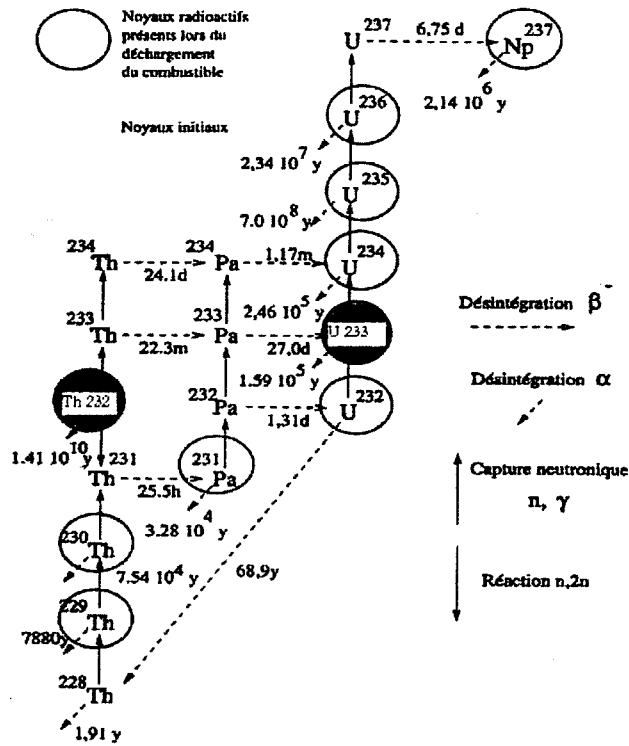 Noyaux radioactifs
présents lors du
déchargement
du combustible
Noyaux initiaux
237
U
6,75 d
237
Np
2,14 10 6 y
236
U
2,34 10 7 y
235
U
7.0 10 8 y
234
Th
24.1d
234
Pa
1.17m
234
U
2,46 10 5 y
233
Th
22.3m
233
Pa
27.0d
U 233
1.59 10 5 y
Th 232
1.41 10 10 y
232
Pa
1,31d
232
U
231
Th
25.5h
231
Pa
3.28 10 4 y
68,9y
230
Th
7.54 10 4 y
229
Th
7880y
228
Th
1,91 y
Désintégration β -
Désintégration α
Capture neutronique
n, γ
Réaction n,2n